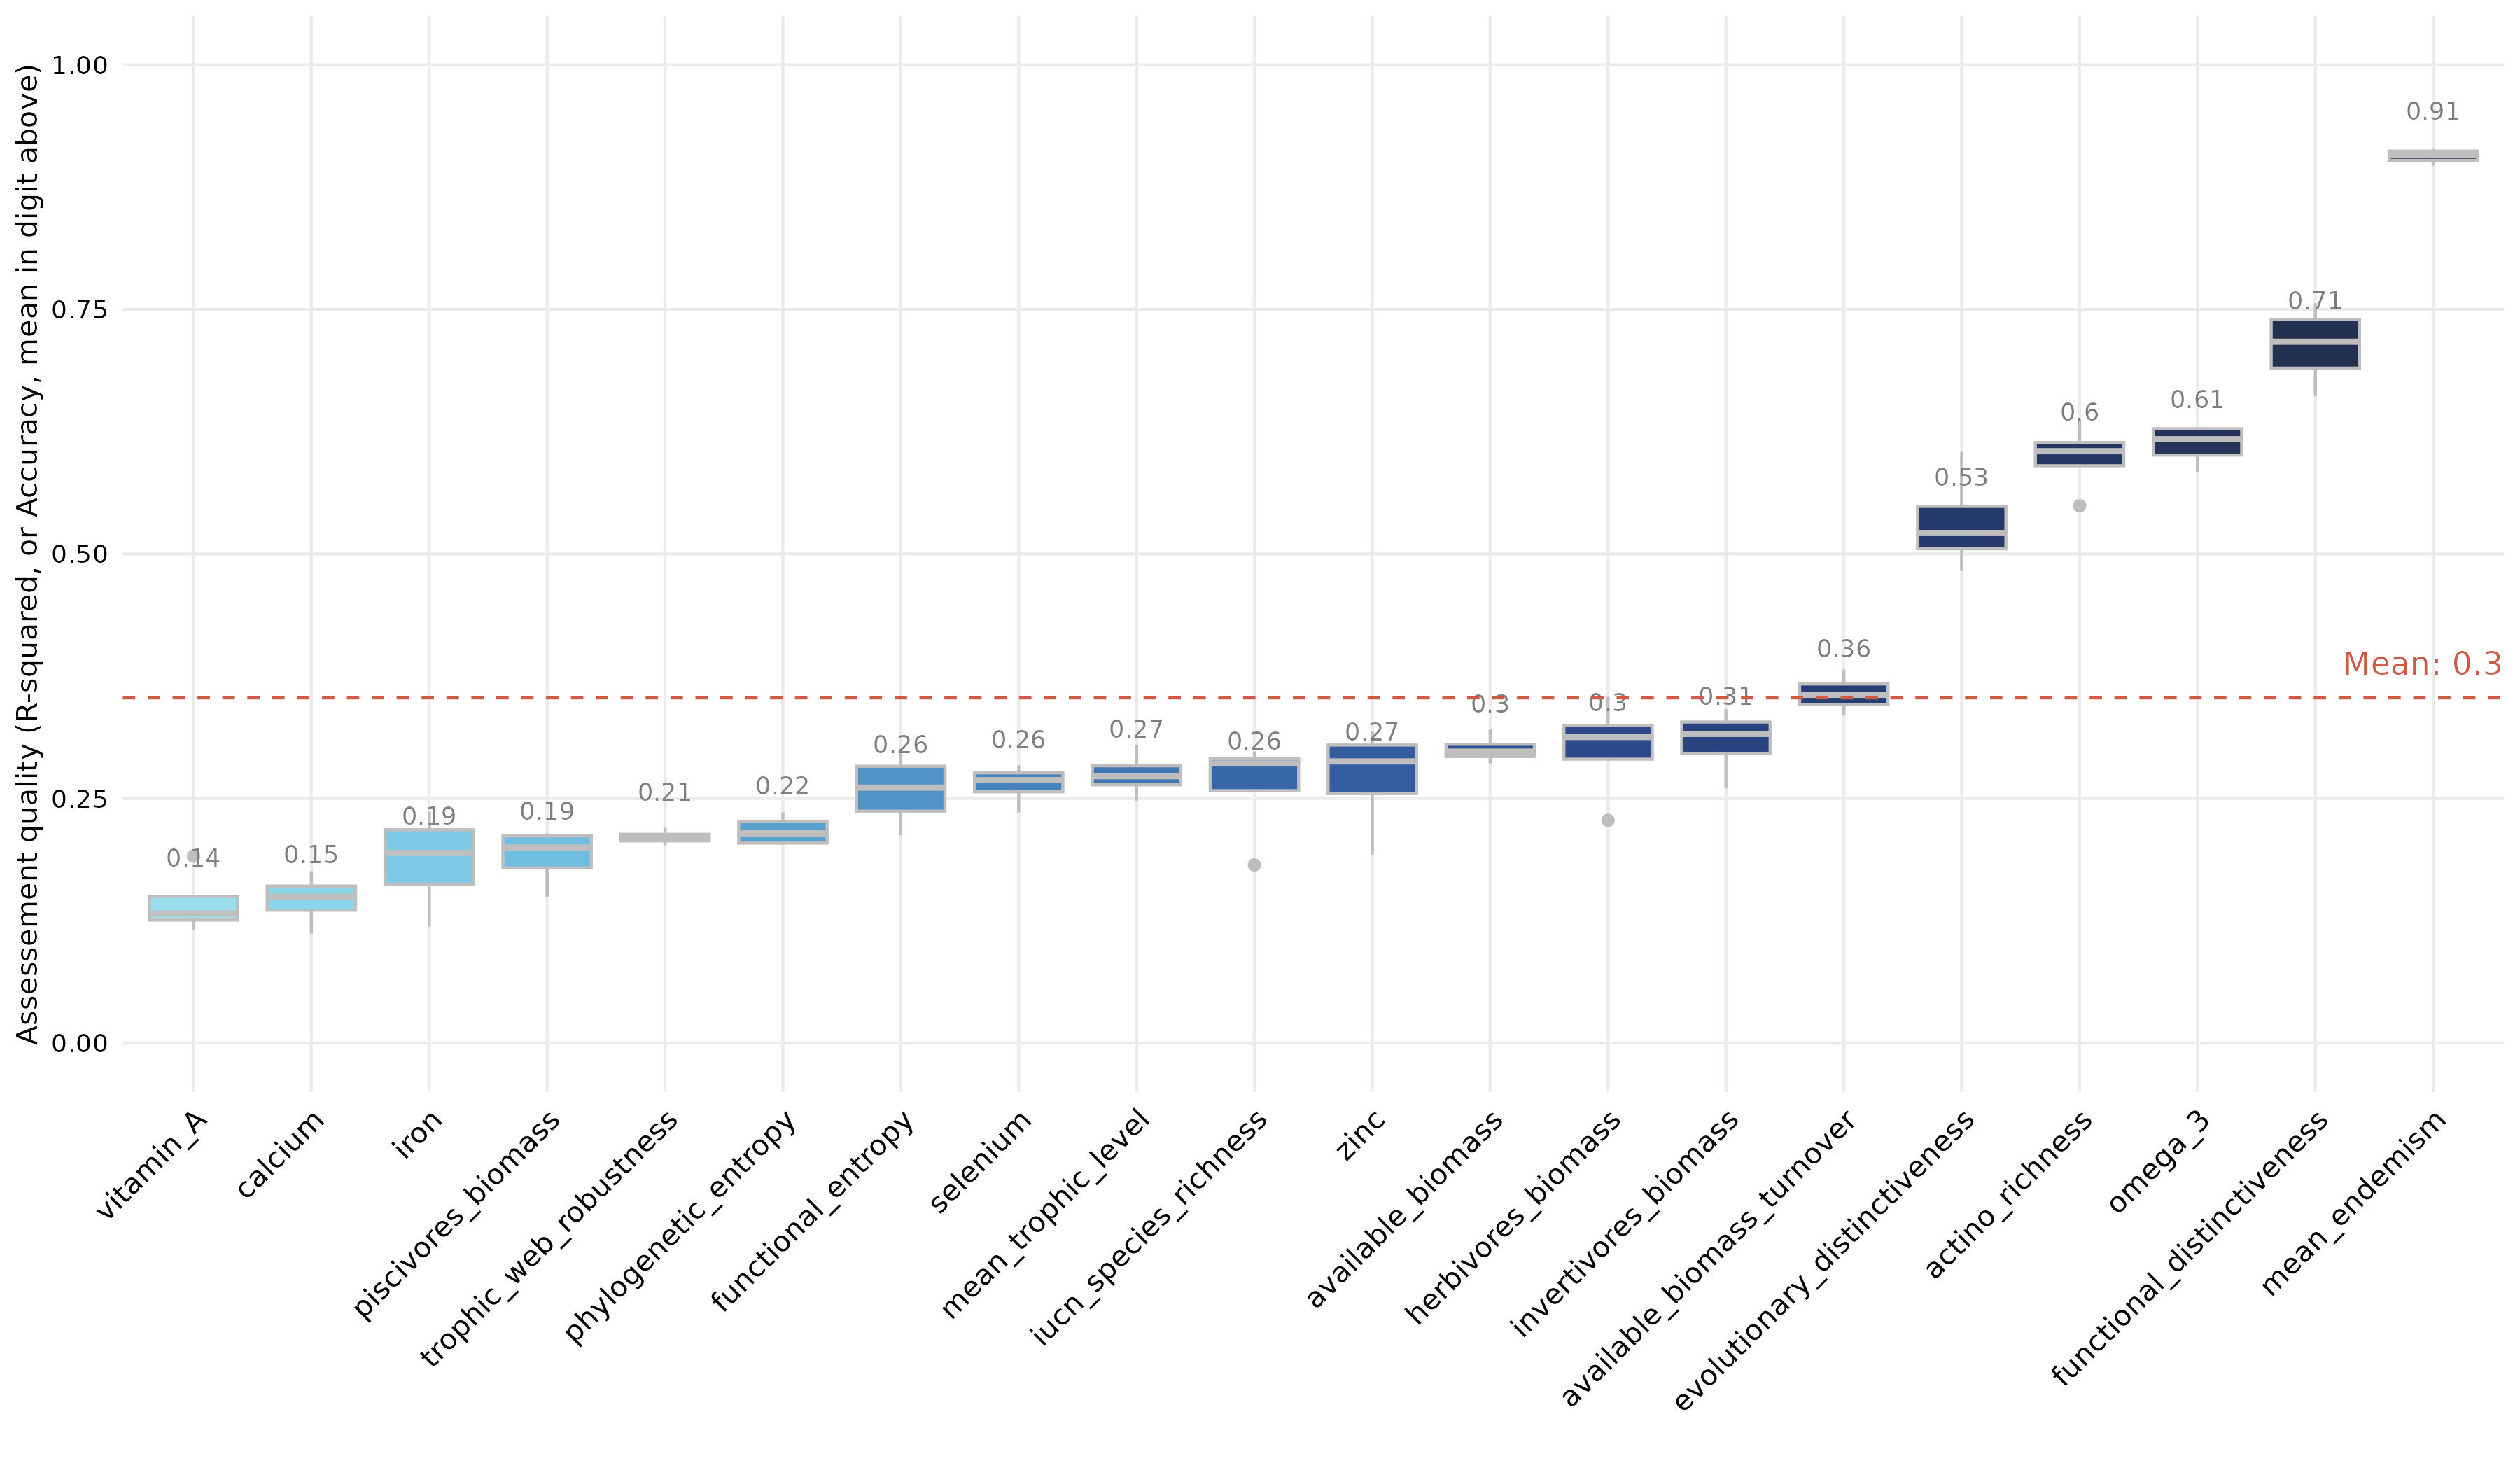 Assessement quality (R-squared, or Accuracy, mean in digit above)
1.00
0.75
0.50
0.25
0.00
0.14
0.15
0.19
0.19
0.21
0.22
0.26
0.26
0.27
0.26
0.27
0.3
0.3
0.31
0.36
0.53
0.6
0.61
0.71
0.91
Mean: 0.3
vitamin_A
calcium
iron
piscivores_biomass
trophic_web_robustness
phylogenetic_entropy
functional_entropy
selenium
mean_trophic_level
iucn_species_richness
zinc
available_biomass
herbivores_biomass
invertivores_biomass
available_biomass_turnover
evolutionary_distinctiveness
actino_richness
omega_3
functional_distinctiveness
mean_endemism